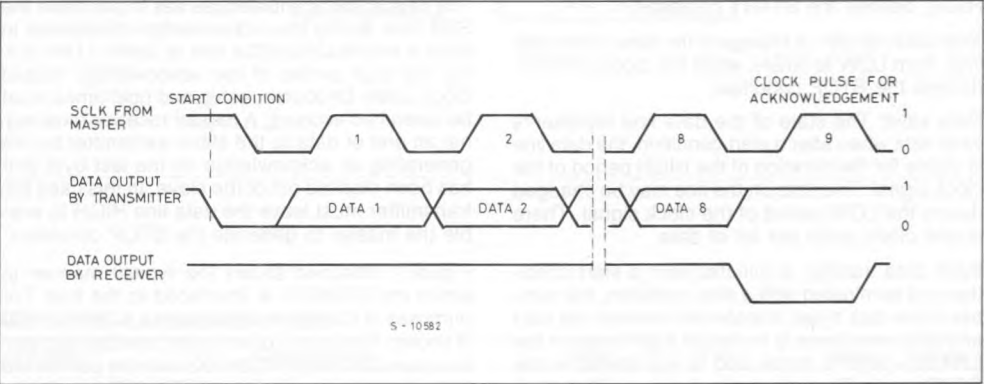 START CONDITION
CLOCK PULSE FOR
ACKNOWLEDGEMENT
SCLK FROM
MASTER
1
2
8
9
1
0
DATA OUTPUT
BY TRANSMITTER
DATA 1
DATA 2
DATA 8
1
0
DATA OUTPUT
BY RECEIVER
S - 10582